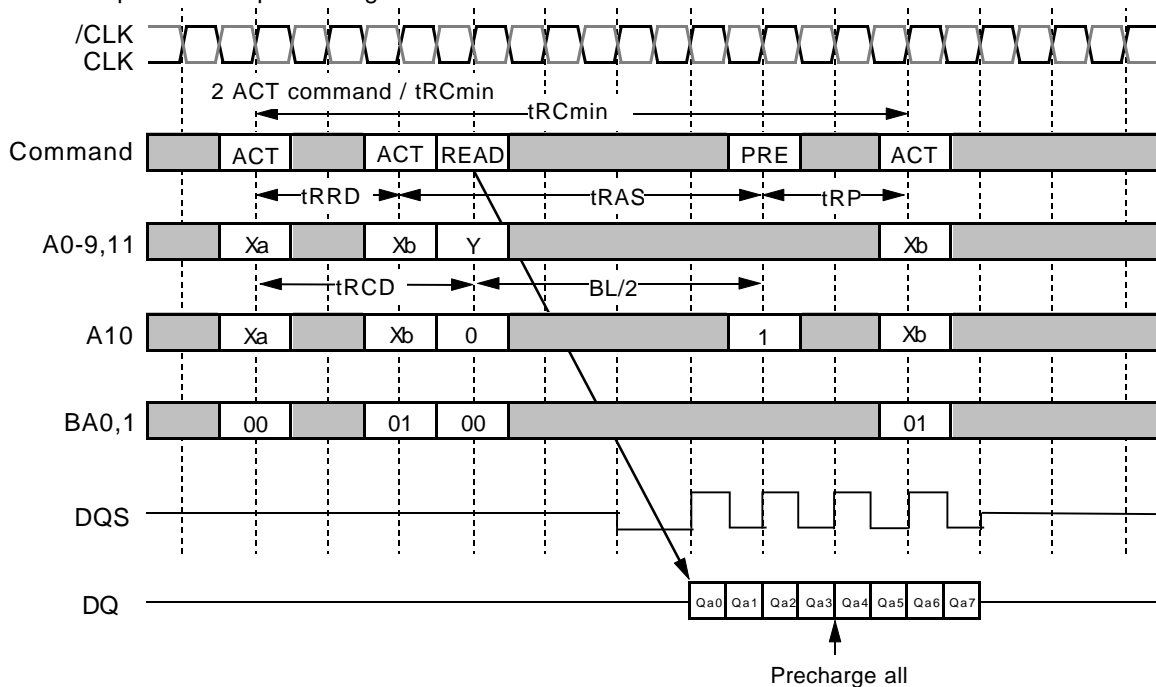 /CLK
CLK
2 ACT command / tRCmin
tRCmin
Command ACT ACT READ PRE ACT
tRRD tRAS tRP
A0-9,11 Xa Xb Y Xb
tRCD BL/2
A10 Xa Xb 0 1 Xb
BA0,1 00 01 00 01
DQS
DQ Qa0 Qa1 Qa2 Qa3 Qa4 Qa5 Qa6 Qa7
Precharge all